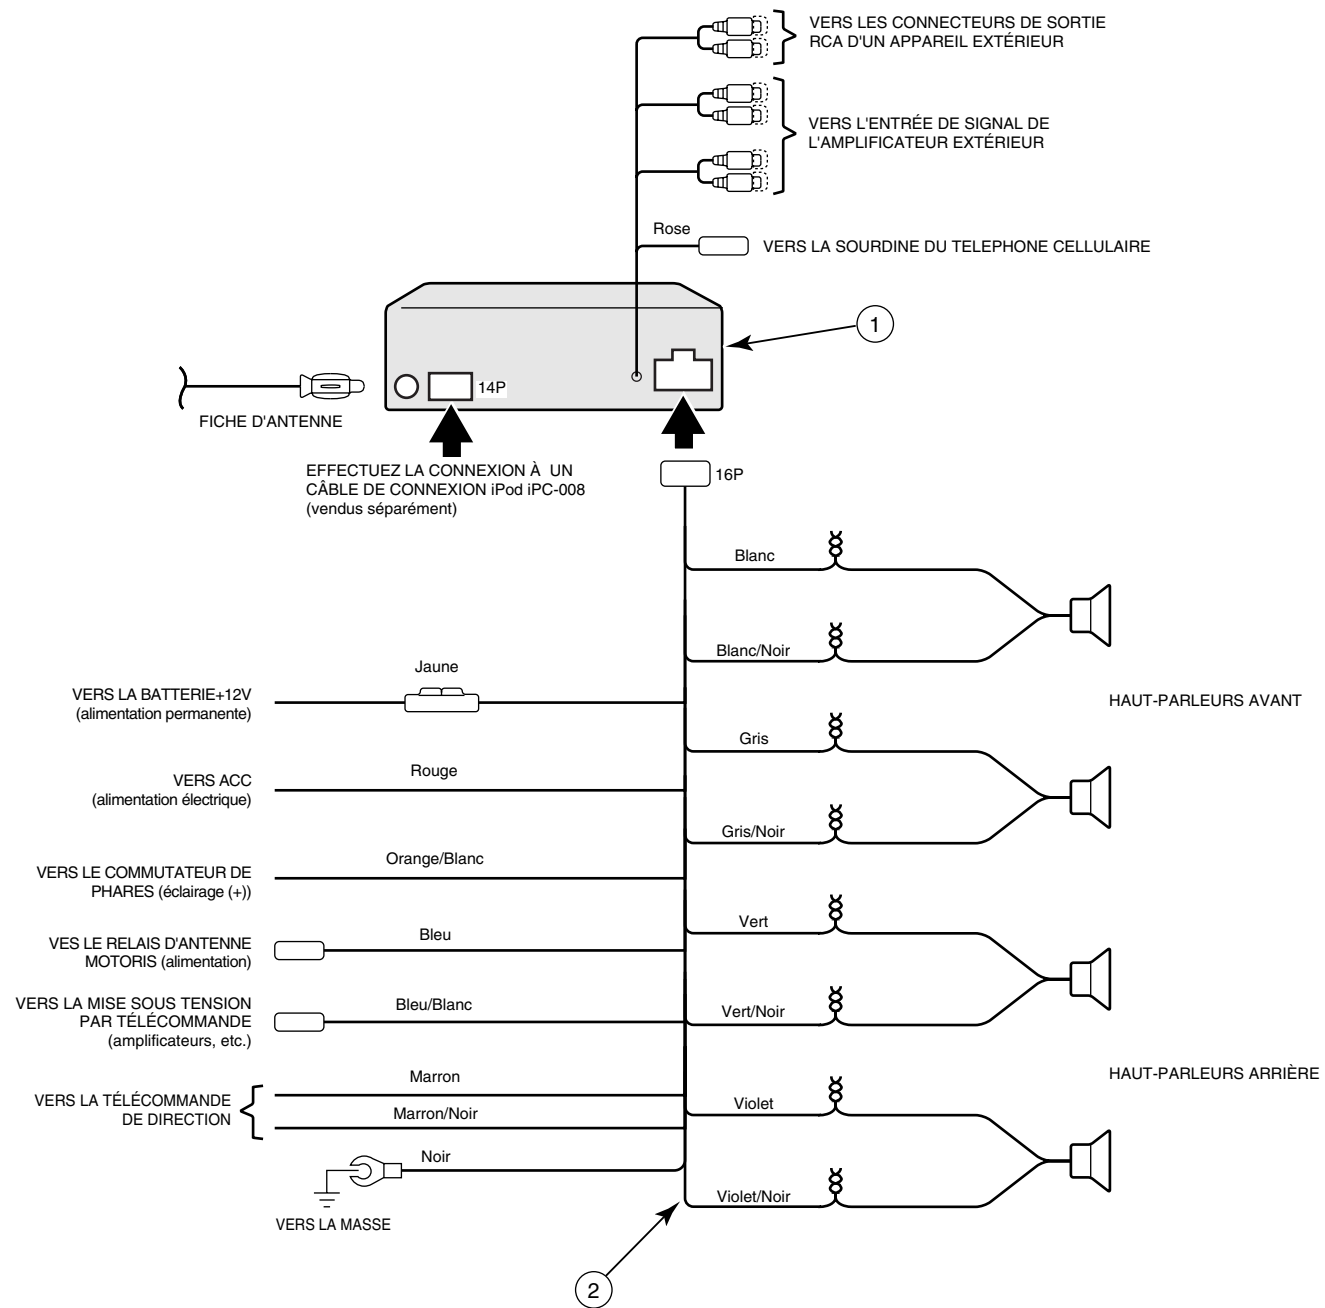 VERS LES CONNECTEURS DE SORTIE
RCA D'UN APPAREIL EXTÉRIEUR
VERS L'ENTRÉE DE SIGNAL DE
L'AMPLIFICATEUR EXTÉRIEUR
Rose
VERS LA SOURDINE DU TELEPHONE CELLULAIRE
1
14P
FICHE D'ANTENNE
EFFECTUEZ LA CONNEXION À UN
CÂBLE DE CONNEXION iPod iPC-008
(vendus séparément)
16P
Blanc
Blanc/Noir
Jaune
VERS LA BATTERIE+12V
(alimentation permanente)
HAUT-PARLEURS AVANT
Gris
Rouge
VERS ACC
(alimentation électrique)
Gris/Noir
Orange/Blanc
VERS LE COMMUTATEUR DE
PHARES (éclairage (+))
Vert
Bleu
VES LE RELAIS D'ANTENNE
MOTORIS (alimentation)
Bleu/Blanc
VERS LA MISE SOUS TENSION
PAR TÉLÉCOMMANDE
(amplificateurs, etc.)
Vert/Noir
HAUT-PARLEURS ARRIÈRE
Marron
VERS LA TÉLÉCOMMANDE
DE DIRECTION
Marron/Noir
Violet
Noir
VERS LA MASSE
Violet/Noir
2